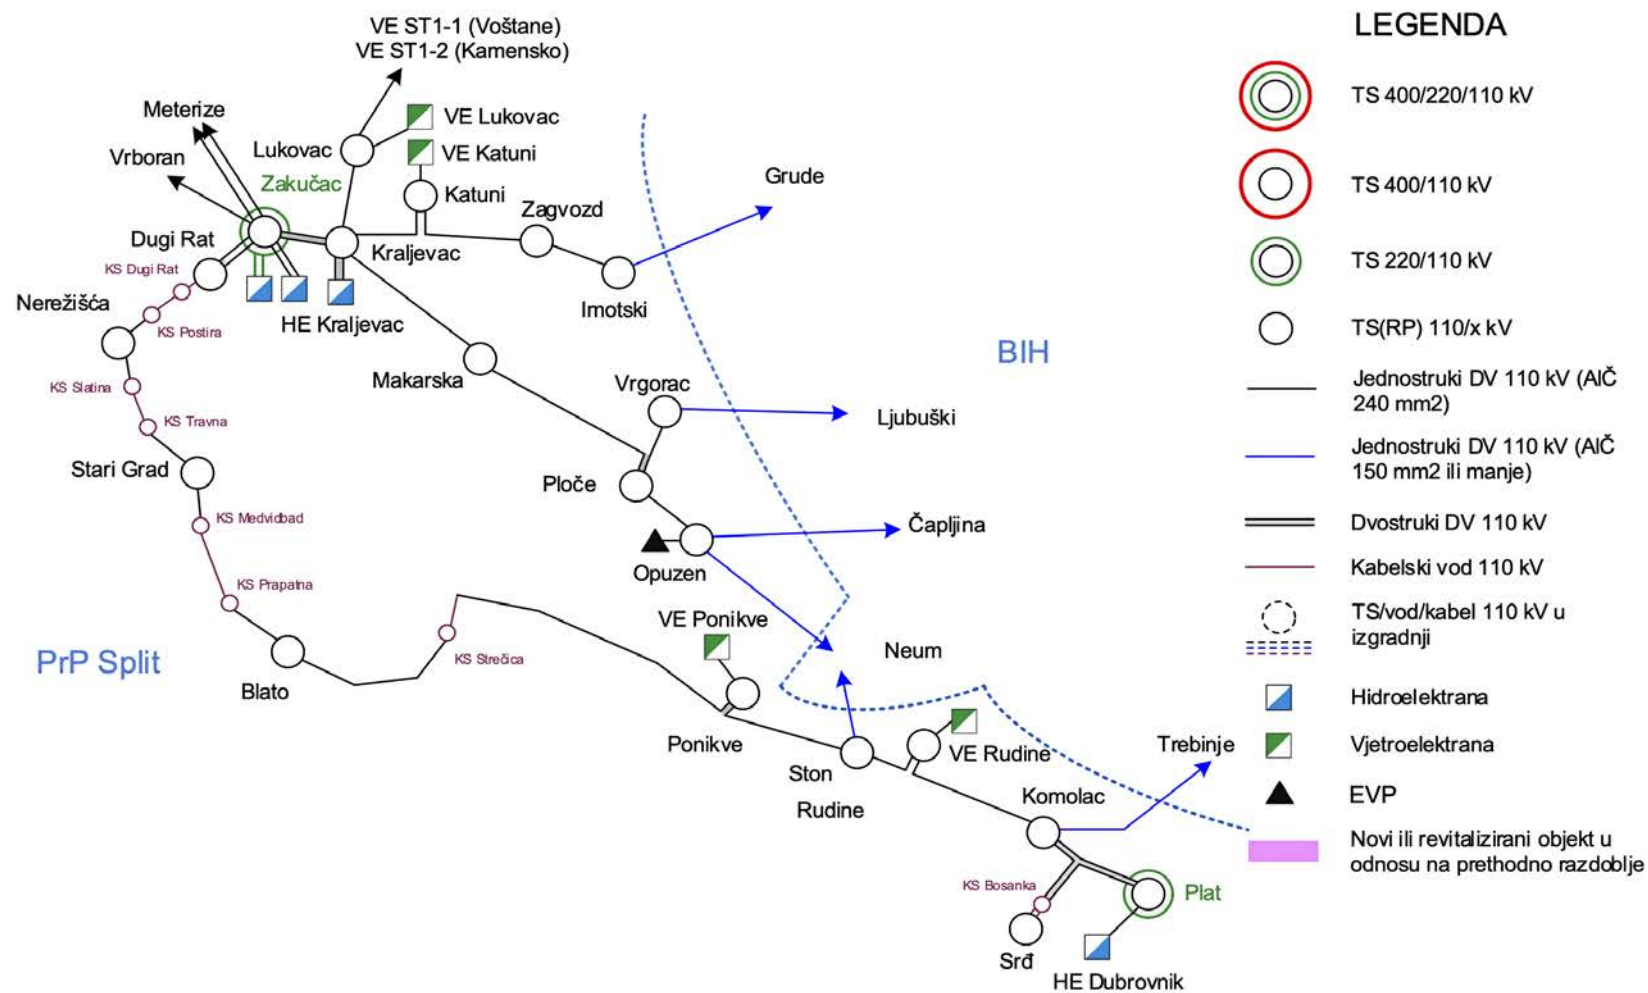 VE ST1-1 (Voštane)
VE ST1-2 (Kamensko)
Meterize
VE Lukovac
Vrboran
Lukovac
VE Katuni
Zakučac
Katuni
Grude
Zagvozd
Dugi Rat
Kraljevac
KS Dugi Rat
Nerežišća
Imotski
KS Postira
HE Kraljevac
BIH
Makarska
Vrgorac
KS Slatina
Ljubuški
KS Travna
Stari Grad
Ploče
KS Medvidbad
Čapljina
Opuzen
KS Prapatna
VE Ponikve
Neum
PrP Split
KS Strečica
Blato
Ponikve
Trebinje
VE Rudine
Ston
Komolac
Rudine
KS Bosanka
Plat
Srđ
HE Dubrovnik
LEGENDA
TS 400/220/110 kV
TS 400/110 kV
TS 220/110 kV
TS(RP) 110/x kV
Jednostruki DV 110 kV (AlČ
240 mm2)
Jednostruki DV 110 kV (AlČ
150 mm2 ili manje)
Dvostruki DV 110 kV
Kabelski vod 110 kV
TS/vod/kabel 110 kV u
izgradnji
Hidroelektrana
Vjetroelektrana
EVP
Novi ili revitalizirani objekt u
odnosu na prethodno razdoblje